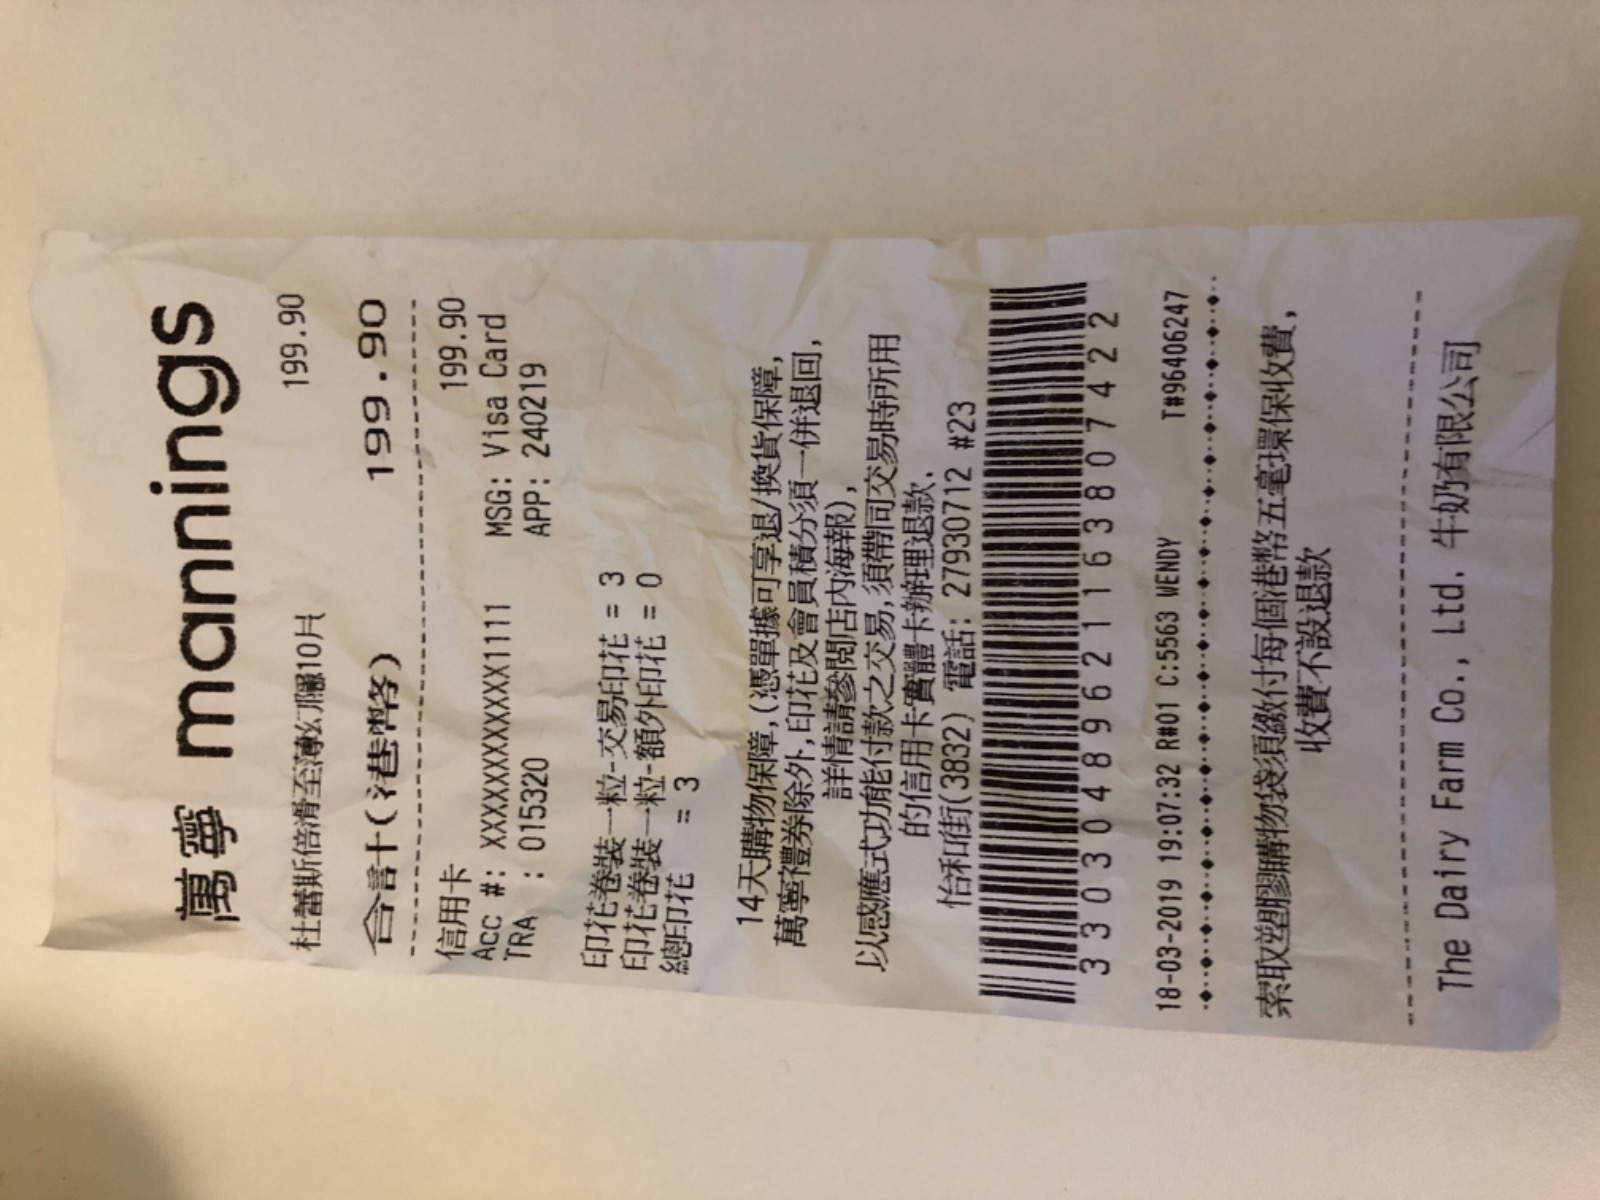 萬寧 mannings
杜蕾斯倍滑至薄幻隱10片 199.90
合計(港幣) 199.90
信用卡 199.90
Acc #: XXXXXXXXXXXX1111 MSG: Visa Card
TRA : 015320 APP: 240219
印花卷裝一粒-交易印花 = 3
印花卷裝一粒-額外印花 = 0
總印花 = 3
14天購物保障,(憑單據可享退/換貨保障,
萬寧禮券除外,印花及會員積分須一併退回,
詳情請參閱店內海報),
以感應式功能付款之交易,須帶同交易時所用
的信用卡實體卡辦理退款.
怡和街(3832) 電話: 27930712 #23
33030489621163807422
18-03-2019 19:07:32 R#01 C:5563 WENDY T#96406247
索取塑膠購物袋須繳付每個港幣五毫環保收費,
收費不設退款
The Dairy Farm Co., Ltd. 牛奶有限公司